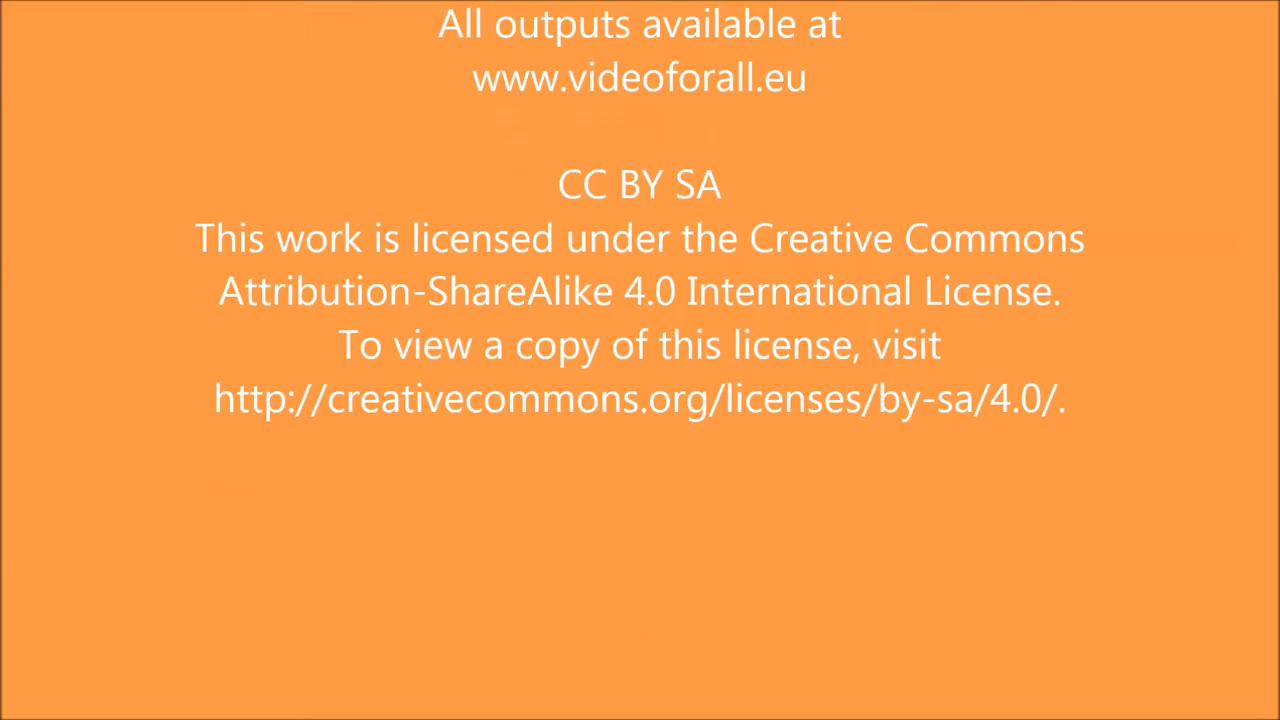 All outputs available at
www.videoforall.eu
CC BY SA
This work is licensed under the Creative Commons
Attribution-ShareAlike 4.0 International License.
To view a copy of this license, visit
http://creativecommons.org/licenses/by-sa/4.0/.